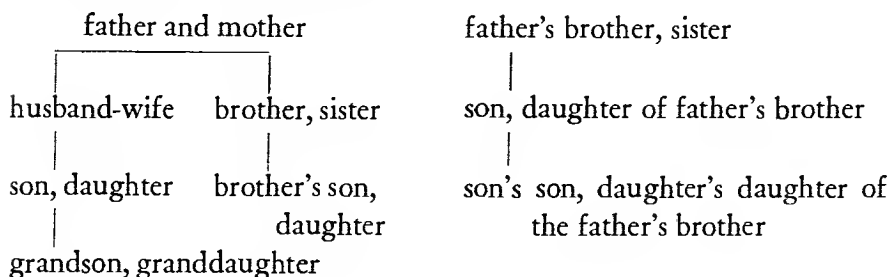 father and mother
husband-wife brother, sister
son, daughter brother's son,
daughter
grandson, granddaughter
father's brother, sister
son, daughter of father's brother
son's son, daughter's daughter of
the father's brother